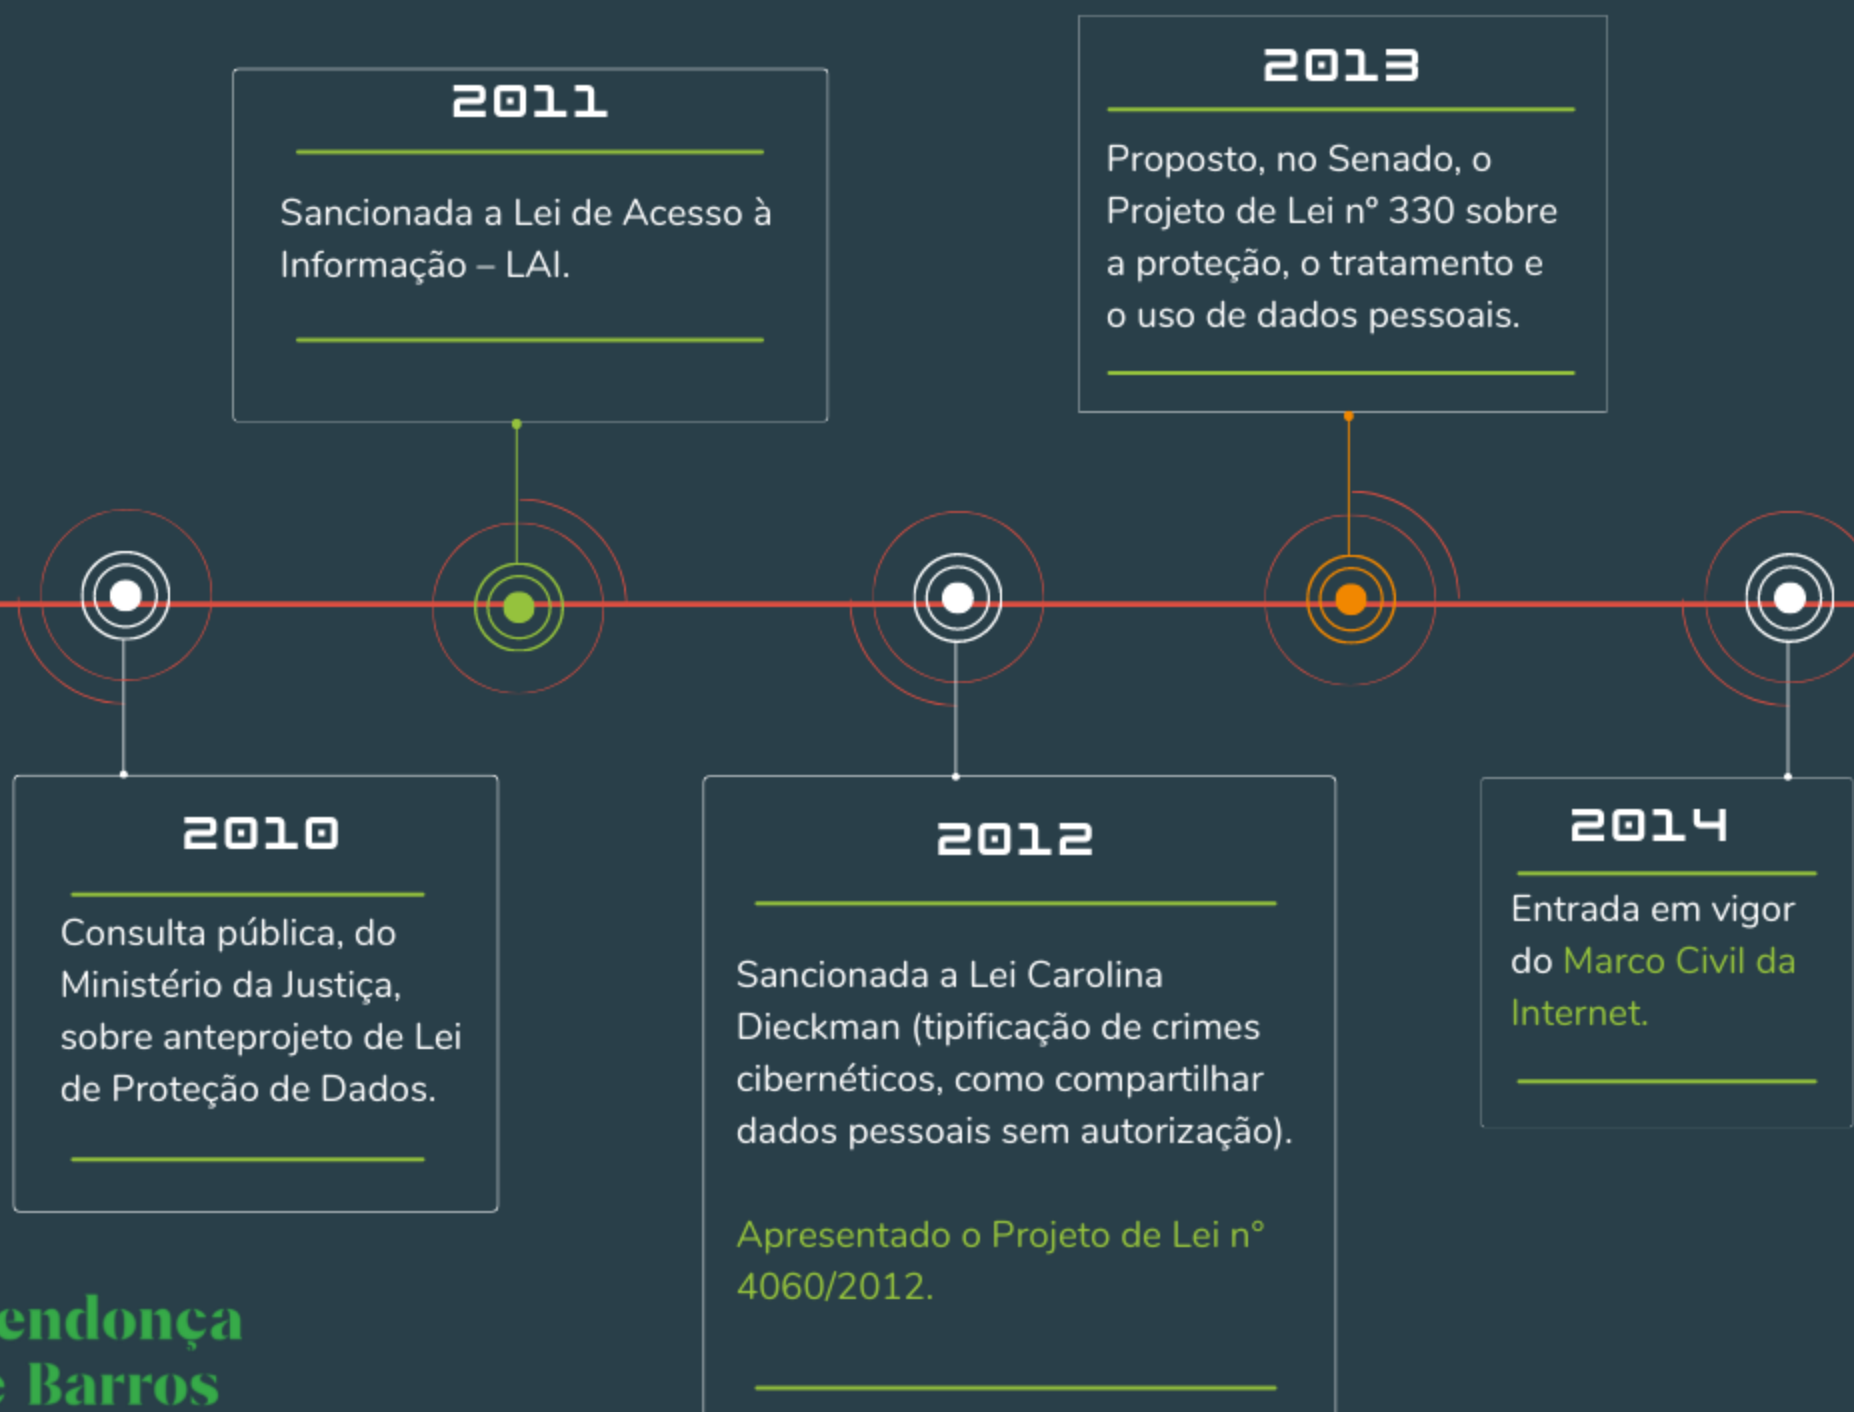 2011
Sancionada a Lei de Acesso à
Informação – LAI.
2013
Proposto, no Senado, o
Projeto de Lei nº 330 sobre
a proteção, o tratamento e
o uso de dados pessoais.
2010
Consulta pública, do
Ministério da Justiça,
sobre anteprojeto de Lei
de Proteção de Dados.
2012
Sancionada a Lei Carolina
Dieckman (tipificação de crimes
cibernéticos, como compartilhar
dados pessoais sem autorização).
Apresentado o Projeto de Lei n°
4060/2012.
2014
Entrada em vigor
do Marco Civil da
Internet.
endonça
e Barros